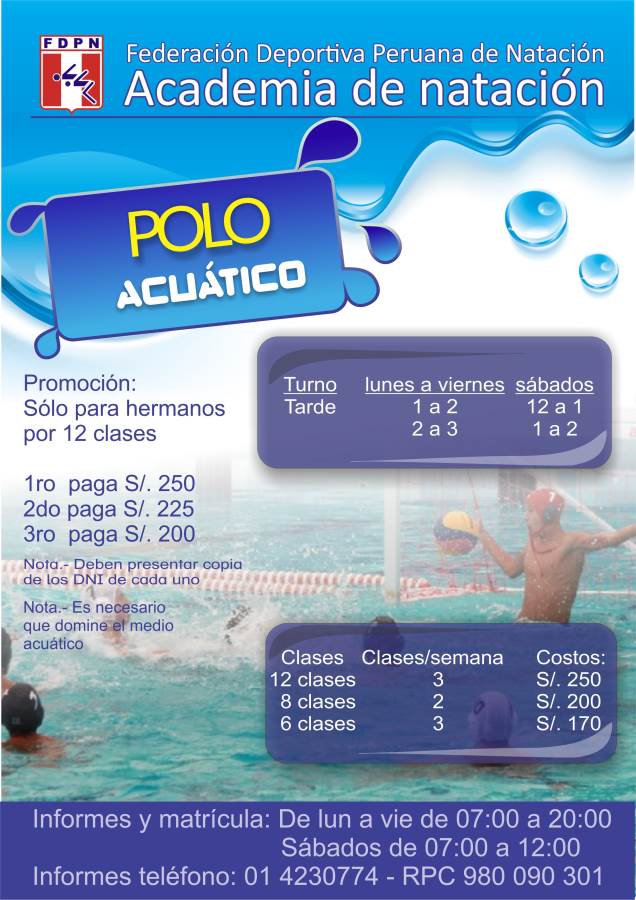 FDPN
Federación Deportiva Peruana de Natación
Academia de natación
POLO
ACUÁTICO
Promoción:
Sólo para hermanos
por 12 clases
1ro paga S/. 250
2do paga S/. 225
3ro paga S/. 200
Nota.- Deben presentar copia
de los DNI de cada uno
Nota.- Es necesario
que domine el medio
acuático
Turno lunes a viernes sábados
Tarde 1 a 2 12 a 1
2 a 3 1 a 2
Clases Clases/semana Costos:
12 clases 3 S/. 250
8 clases 2 S/. 200
6 clases 3 S/. 170
Informes y matrícula: De lun a vie de 07:00 a 20:00
Sábados de 07:00 a 12:00
Informes teléfono: 01 4230774 - RPC 980 090 301